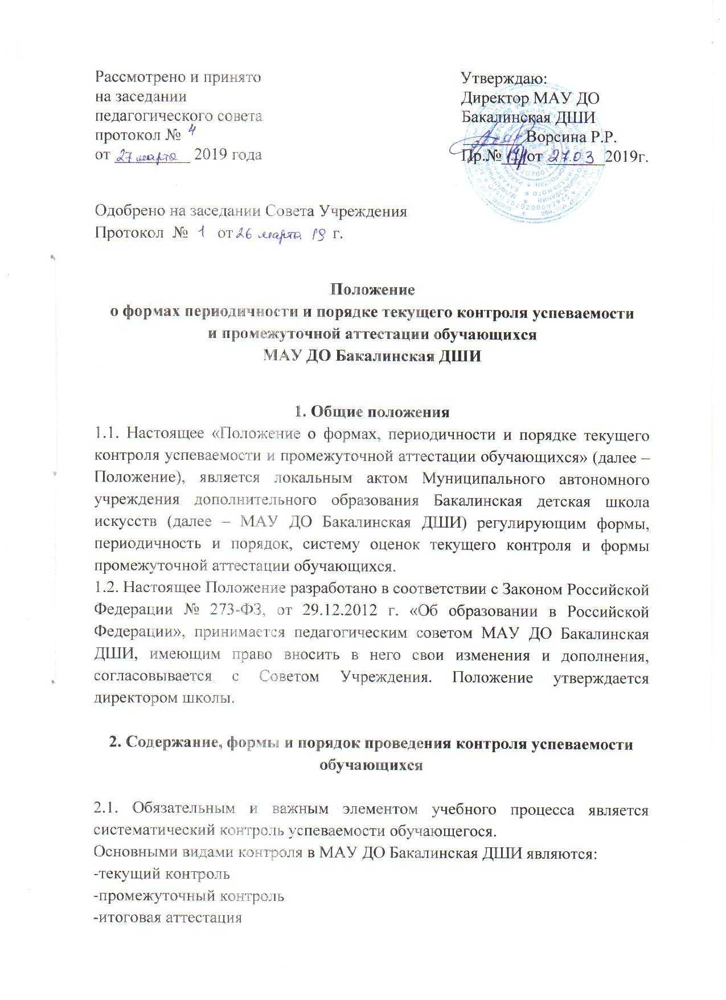 Рассмотрено и принято
на заседании
педагогического совета
протокол № 4
от 27 марта 2019 года
Утверждаю:
Директор МАУ ДО
Бакалинская ДШИ
Ворсина Р.Р.
Пр.№ от 27.03 2019г.
Одобрено на заседании Совета Учреждения
Протокол № 1 от 26 марта 19 г.
Положение
о формах периодичности и порядке текущего контроля успеваемости
и промежуточной аттестации обучающихся
МАУ ДО Бакалинская ДШИ
1. Общие положения
1.1. Настоящее «Положение о формах, периодичности и порядке текущего
контроля успеваемости и промежуточной аттестации обучающихся» (далее –
Положение), является локальным актом Муниципального автономного
учреждения дополнительного образования Бакалинская детская школа
искусств (далее – МАУ ДО Бакалинская ДШИ) регулирующим формы,
периодичность и порядок, систему оценок текущего контроля и формы
промежуточной аттестации обучающихся.
1.2. Настоящее Положение разработано в соответствии с Законом Российской
Федерации № 273-ФЗ, от 29.12.2012 г. «Об образовании в Российской
Федерации», принимается педагогическим советом МАУ ДО Бакалинская
ДШИ, имеющим право вносить в него свои изменения и дополнения,
согласовывается с Советом Учреждения. Положение утверждается
директором школы.
2. Содержание, формы и порядок проведения контроля успеваемости
обучающихся
2.1. Обязательным и важным элементом учебного процесса является
систематический контроль успеваемости обучающегося.
Основными видами контроля в МАУ ДО Бакалинская ДШИ являются:
-текущий контроль
-промежуточный контроль
-итоговая аттестация